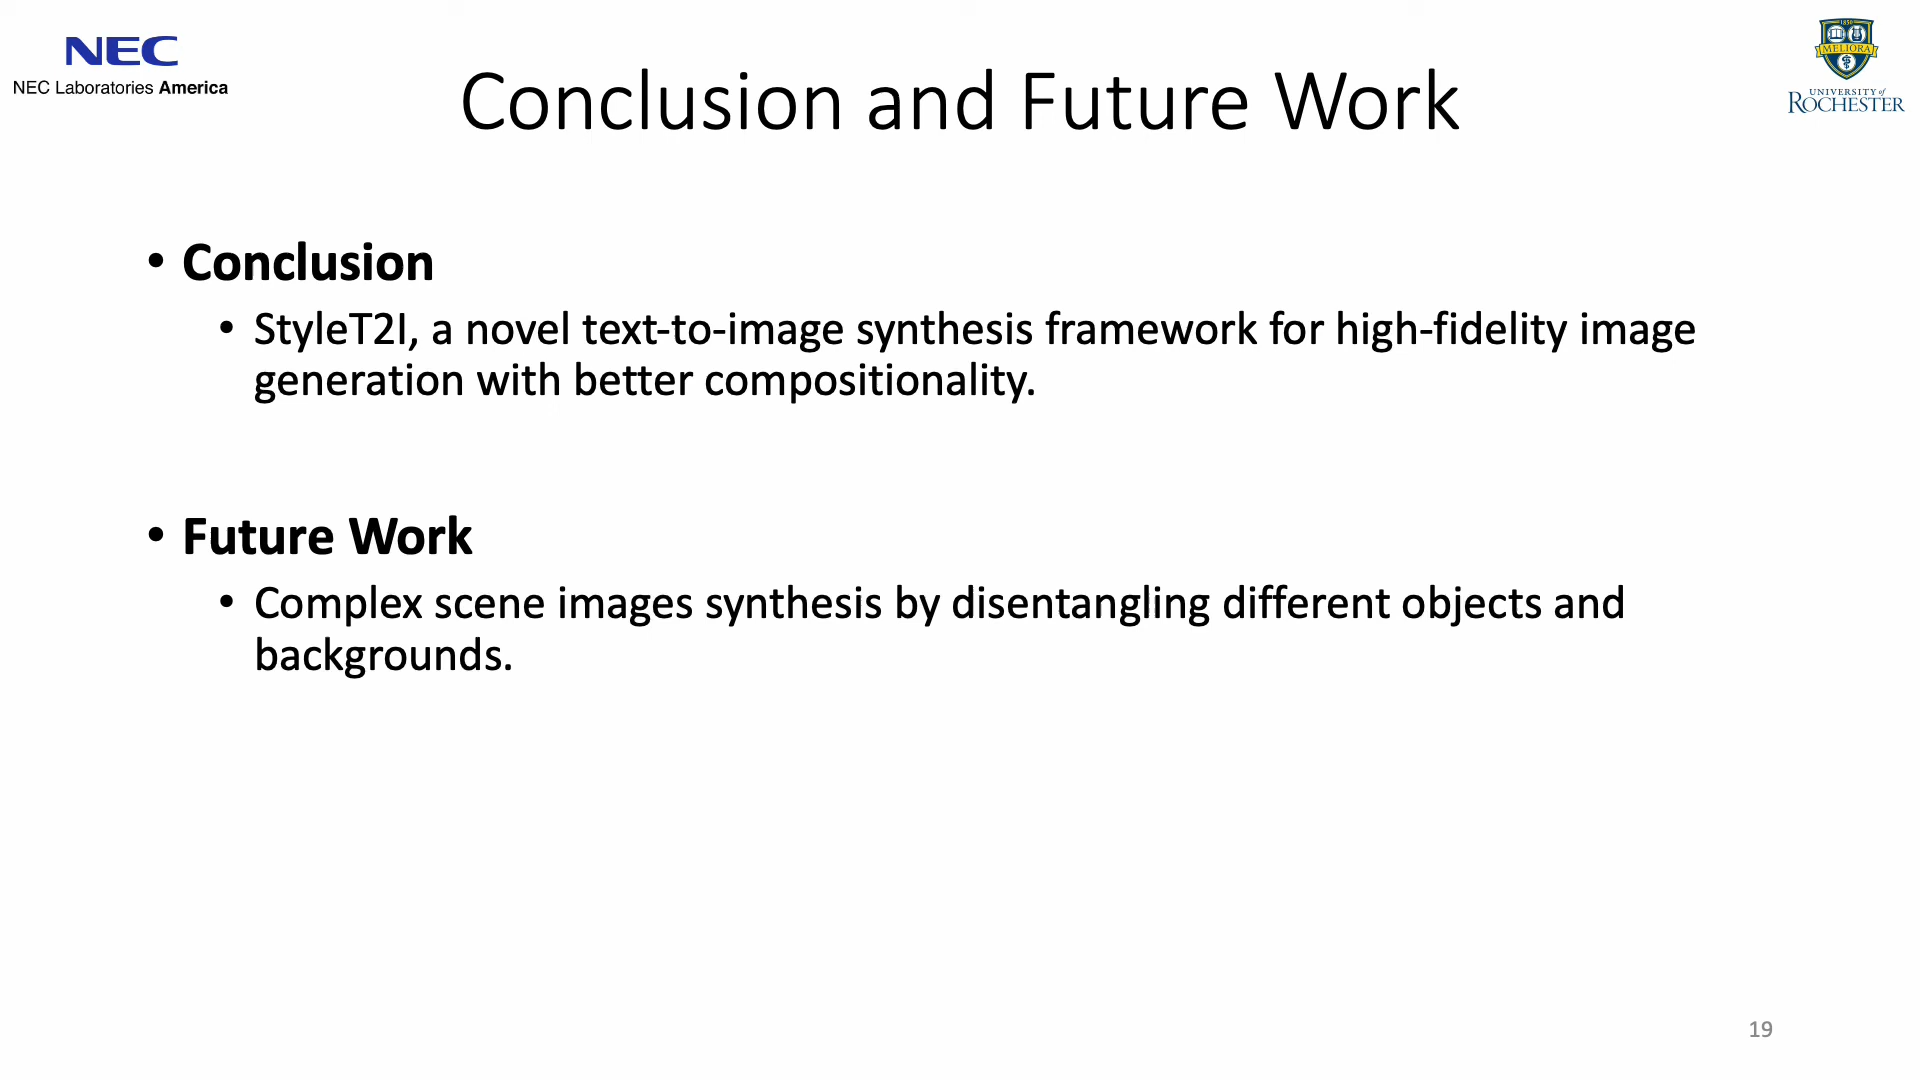 NEC
NEC Laboratories America
1850
MELIORA
UNIVERSITY of
ROCHESTER
Conclusion and Future Work
• Conclusion
• StyleT2I, a novel text-to-image synthesis framework for high-fidelity image
generation with better compositionality.
• Future Work
• Complex scene images synthesis by disentangling different objects and
backgrounds.
19